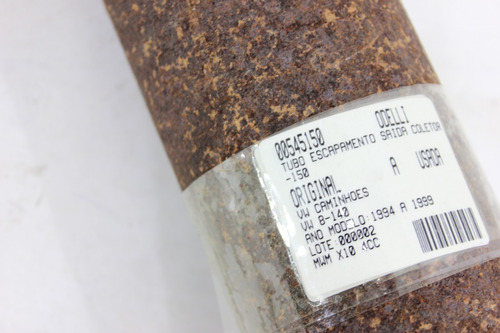 00545150 ODELLI
TUBO ESCAPAMENTO SAIDA COLETOR
-150
ORIGINAL A USADA
VW CAMINHOES
VW 8-140
ANO MODELO:1994 A 1999
LOTE:000002
MWM X10 4CC